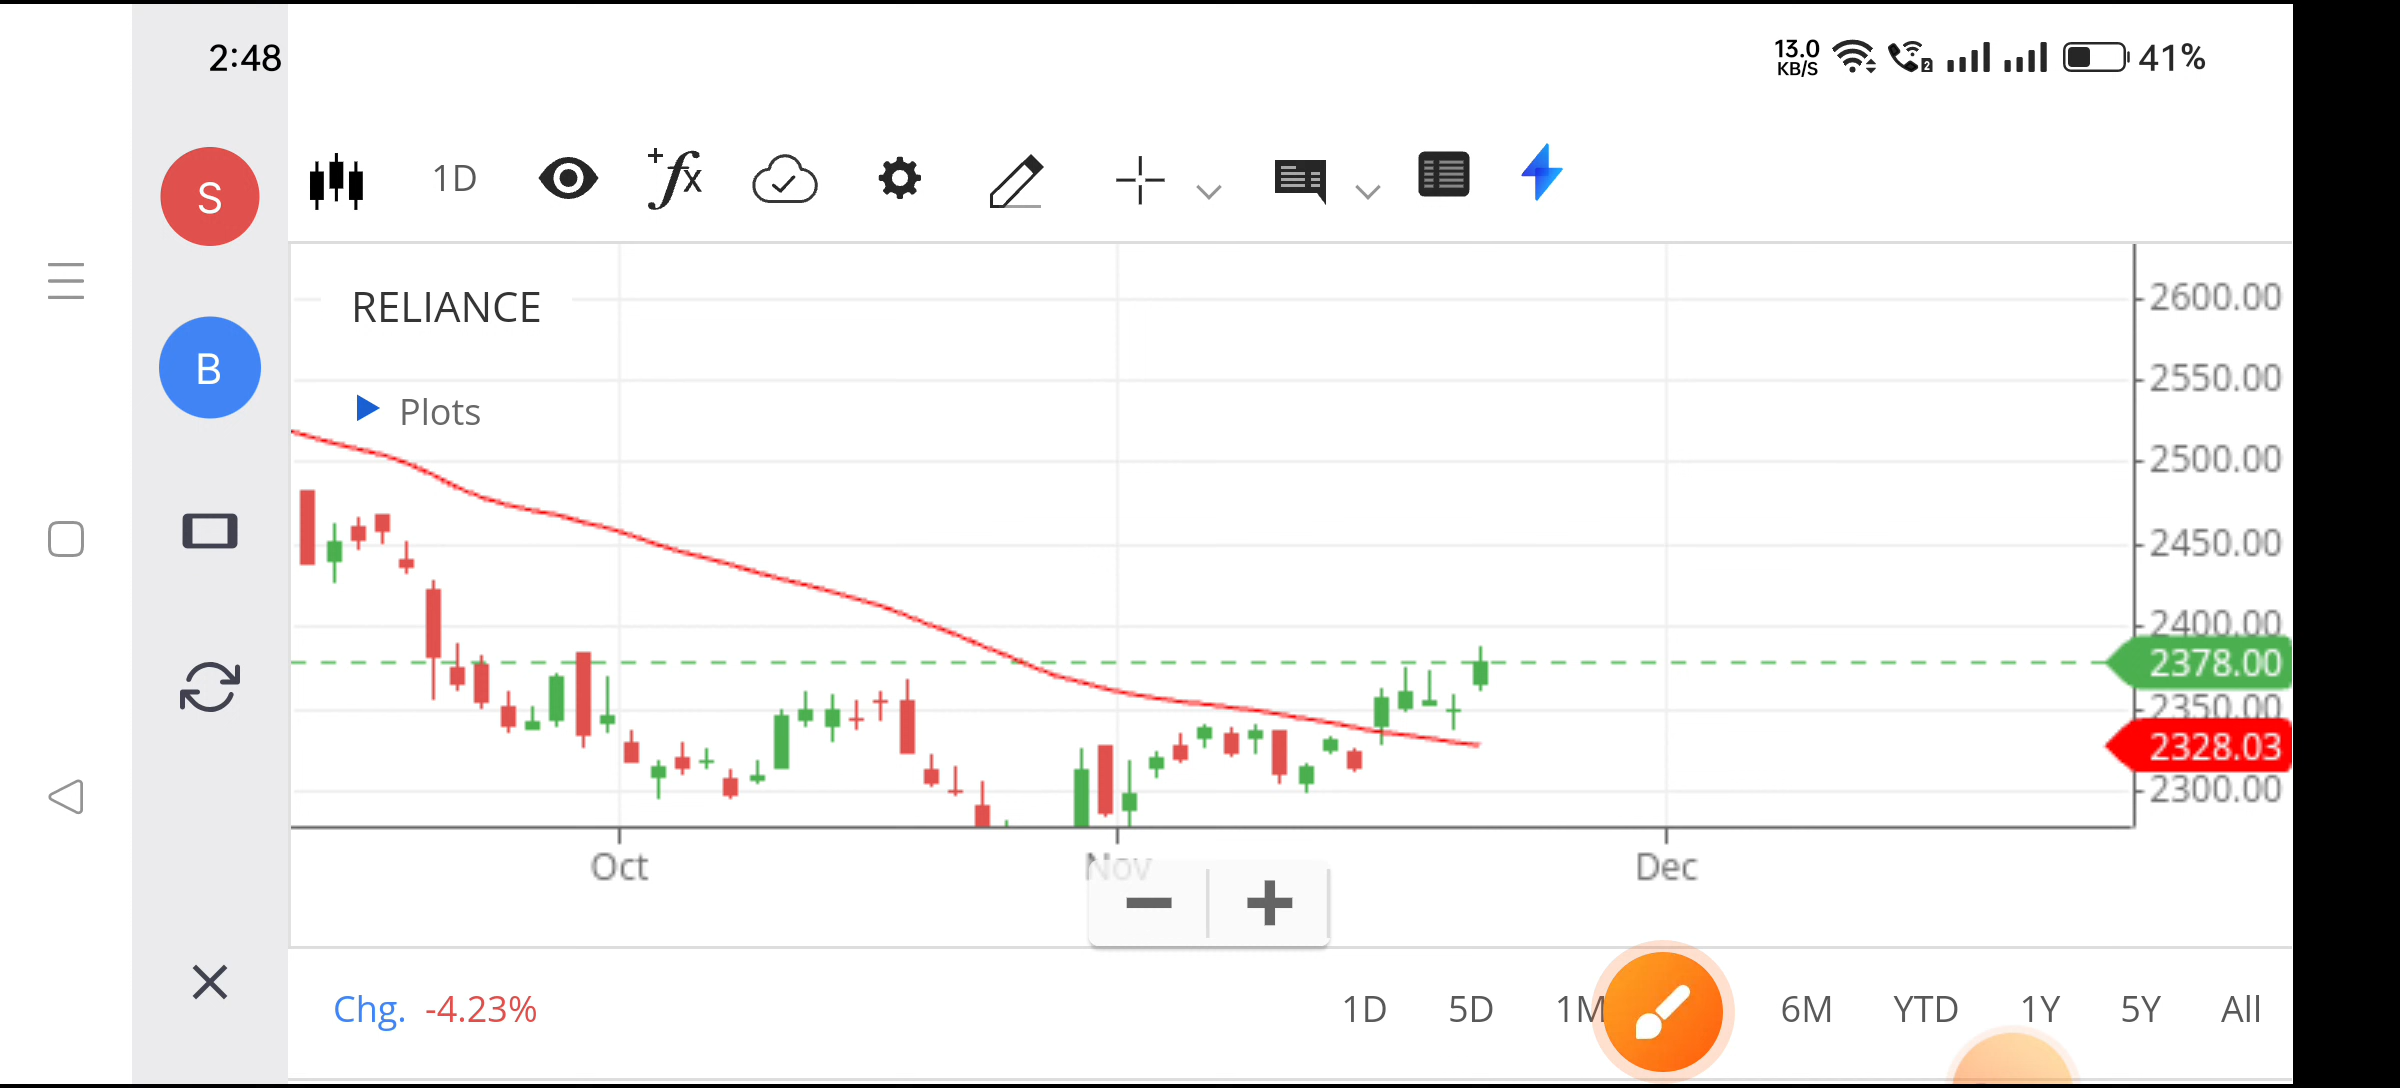 2:48
13.0
KB/S
2
41%
S
1D
fx
B
RELIANCE
Plots
2600.00
2550.00
2500.00
2450.00
2400.00
2378.00
2350.00
2328.03
2300.00
Oct
Nov
Dec
Chg. -4.23%
1D 5D 1M 6M YTD 1Y 5Y All